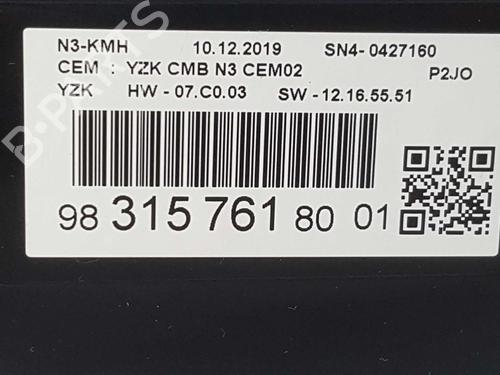 N3-KMH 10.12.2019 SN4- 0427160
CEM : YZK CMB N3 CEM02 P2JO
YZK HW - 07.C0.03 SW - 12.16.55.51
98 315 761 80 01
B-PARTS